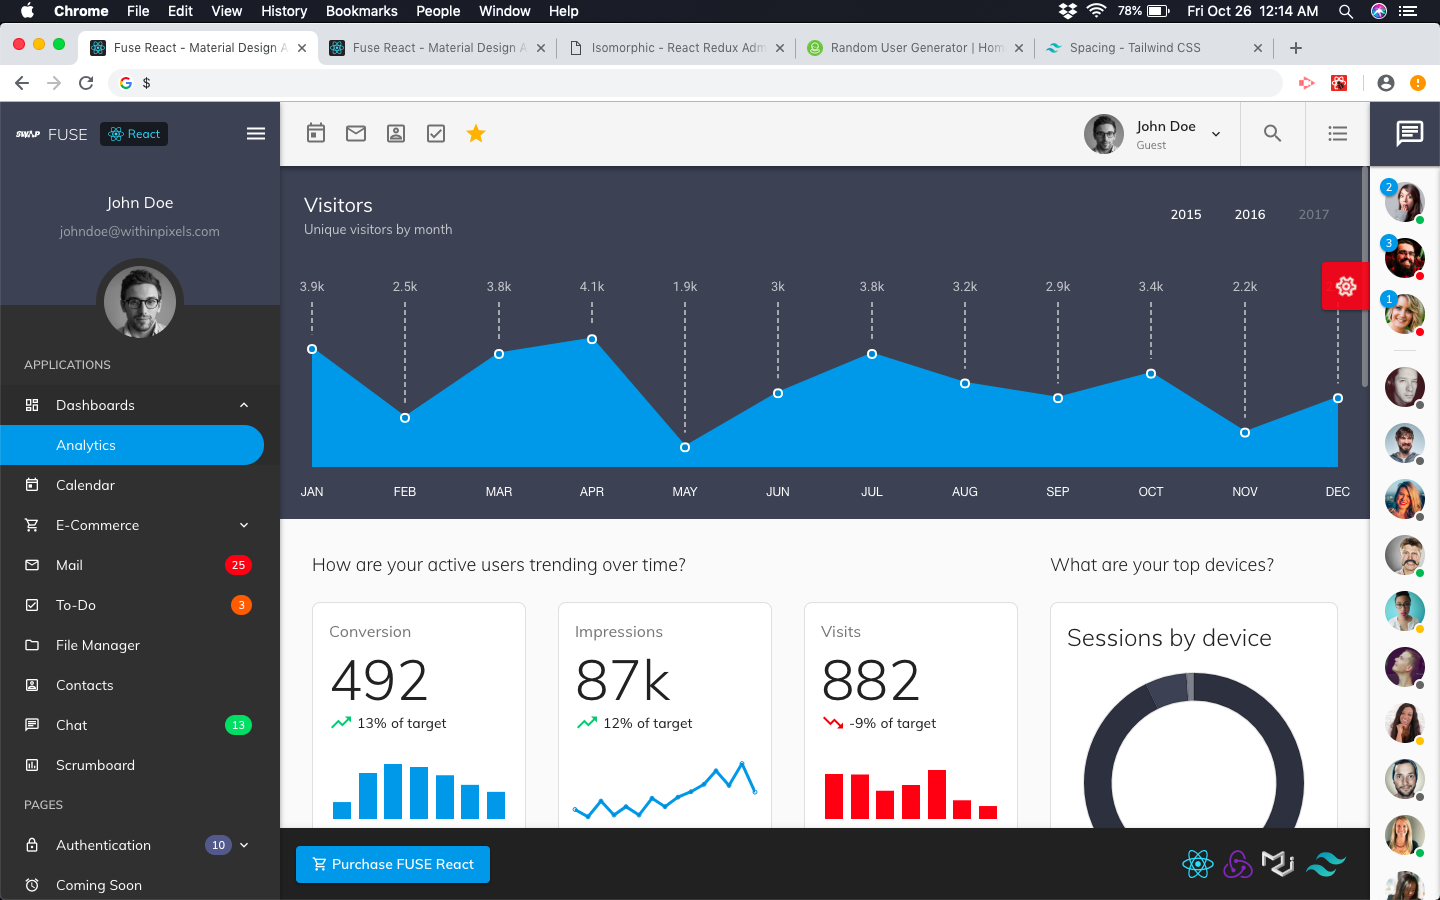 Chrome File Edit View History Bookmarks People Window Help 78% Fri Oct 26 12:14 AM
Fuse React - Material Design A
Fuse React - Material Design A
Isomorphic - React Redux Adm
Random User Generator | Hom
Spacing - Tailwind CSS
$
SWAP FUSE React
John Doe
Guest
John Doe
johndoe@withinpixels.com
APPLICATIONS
Dashboards
Analytics
Calendar
E-Commerce
Mail 25
To-Do 3
File Manager
Contacts
Chat 13
Scrumboard
PAGES
Authentication 10
Coming Soon
Visitors
Unique visitors by month
2015 2016 2017
3.9k 2.5k 3.8k 4.1k 1.9k 3k 3.8k 3.2k 2.9k 3.4k 2.2k
JAN FEB MAR APR MAY JUN JUL AUG SEP OCT NOV DEC
How are your active users trending over time?
What are your top devices?
Conversion
492
13% of target
Impressions
87k
12% of target
Visits
882
-9% of target
Sessions by device
Purchase FUSE React
2
3
1